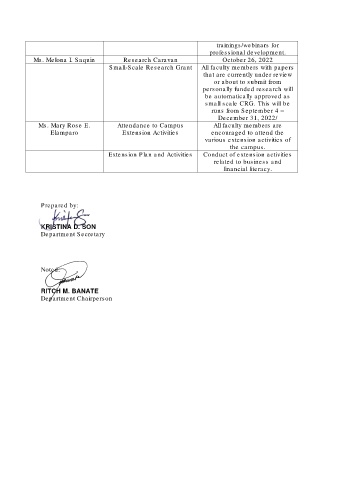 trainings/webinars for
professional development.
Ms. Melona I. Saquin Research Caravan October 26, 2022
Small-Scale Research Grant All faculty members with papers
that are currently under review
or about to submit from
personally funded research will
be automatically approved as
small scale CRG. This will be
runs from September 4 –
December 31, 2022/
Ms. Mary Rose E. Attendance to Campus All faculty members are
Elamparo Extension Activities encouraged to attend the
various extension activities of
the campus.
Extension Plan and Activities Conduct of extension activities
related to business and
financial literacy.
Prepared by:
KRISTINA D. SON
Department Secretary
Noted:
RITCH M. BANATE
Department Chairperson